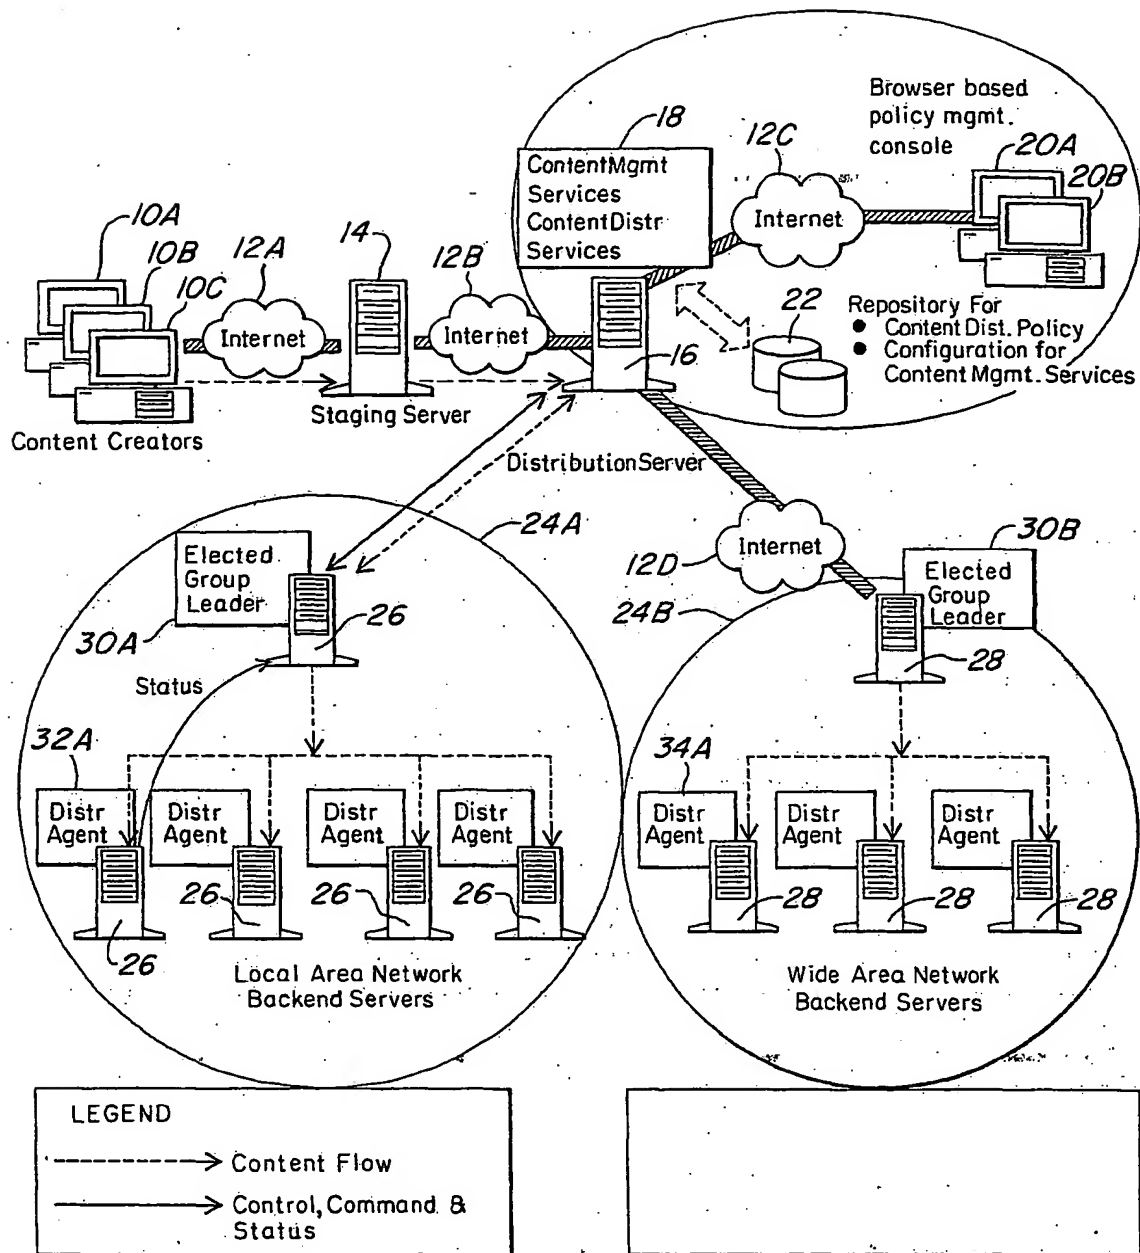 Browser based
policy mgmt.
console
18
12C
20A
20B
ContentMgmt
Services
ContentDistr
Services
Internet
10A
10B
10C
12A
14
12B
Internet
Internet
22
16
Repository For
● Content Dist. Policy
● Configuration for
Content Mgmt. Services
Content Creators
Staging Server
Distribution Server
24A
Elected
Group
Leader
30A
26
Status
12D
Internet
30B
Elected
Group
Leader
24B
28
32A
Distr
Agent
Distr
Agent
Distr
Agent
Distr
Agent
26
26
26
26
Local Area Network
Backend Servers
34A
Distr
Agent
Distr
Agent
Distr
Agent
28
28
28
Wide Area Network
Backend Servers
LEGEND
Content Flow
Control, Command &
Status